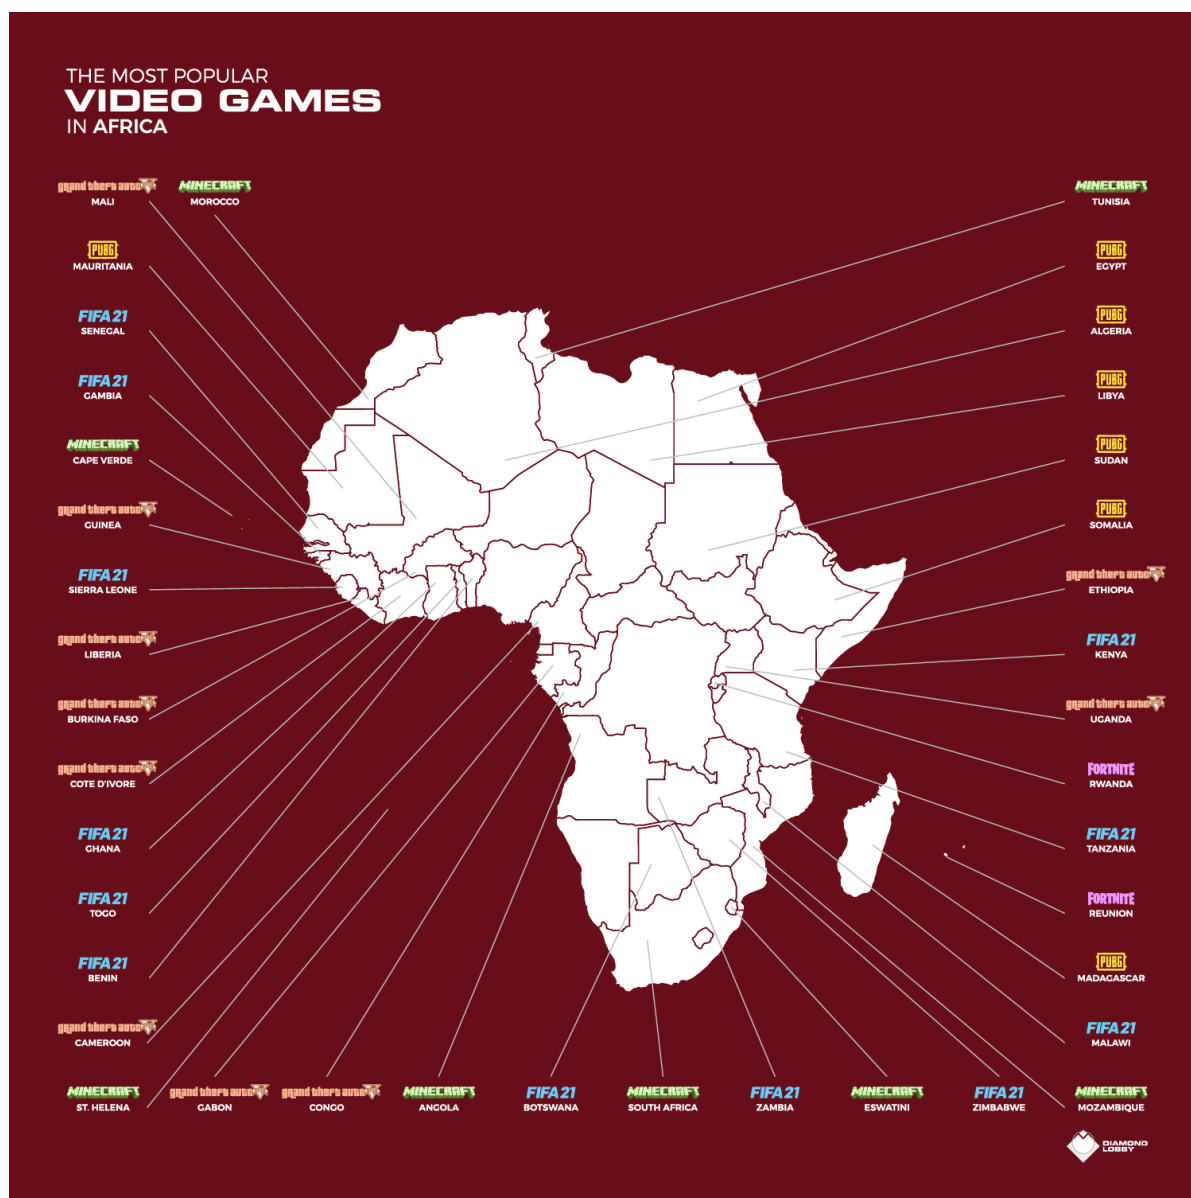 THE MOST POPULAR
VIDEO GAMES
IN AFRICA
grand theft auto V
MALI
MINECRAFT
MOROCCO
PUBG
MAURITANIA
FIFA 21
SENEGAL
FIFA 21
GAMBIA
MINECRAFT
CAPE VERDE
grand theft auto V
GUINEA
FIFA 21
SIERRA LEONE
grand theft auto V
LIBERIA
grand theft auto V
BURKINA FASO
grand theft auto V
COTE D'IVORE
FIFA 21
GHANA
FIFA 21
TOGO
FIFA 21
BENIN
grand theft auto V
CAMEROON
MINECRAFT
ST. HELENA
grand theft auto V
GABON
grand theft auto V
CONGO
MINECRAFT
ANGOLA
FIFA 21
BOTSWANA
MINECRAFT
SOUTH AFRICA
FIFA 21
ZAMBIA
MINECRAFT
ESWATINI
FIFA 21
ZIMBABWE
MINECRAFT
MOZAMBIQUE
MINECRAFT
TUNISIA
PUBG
EGYPT
PUBG
ALGERIA
PUBG
LIBYA
PUBG
SUDAN
PUBG
SOMALIA
grand theft auto V
ETHIOPIA
FIFA 21
KENYA
grand theft auto V
UGANDA
FORTNITE
RWANDA
FIFA 21
TANZANIA
FORTNITE
REUNION
PUBG
MADAGASCAR
FIFA 21
MALAWI
DIAMOND
LOBBY